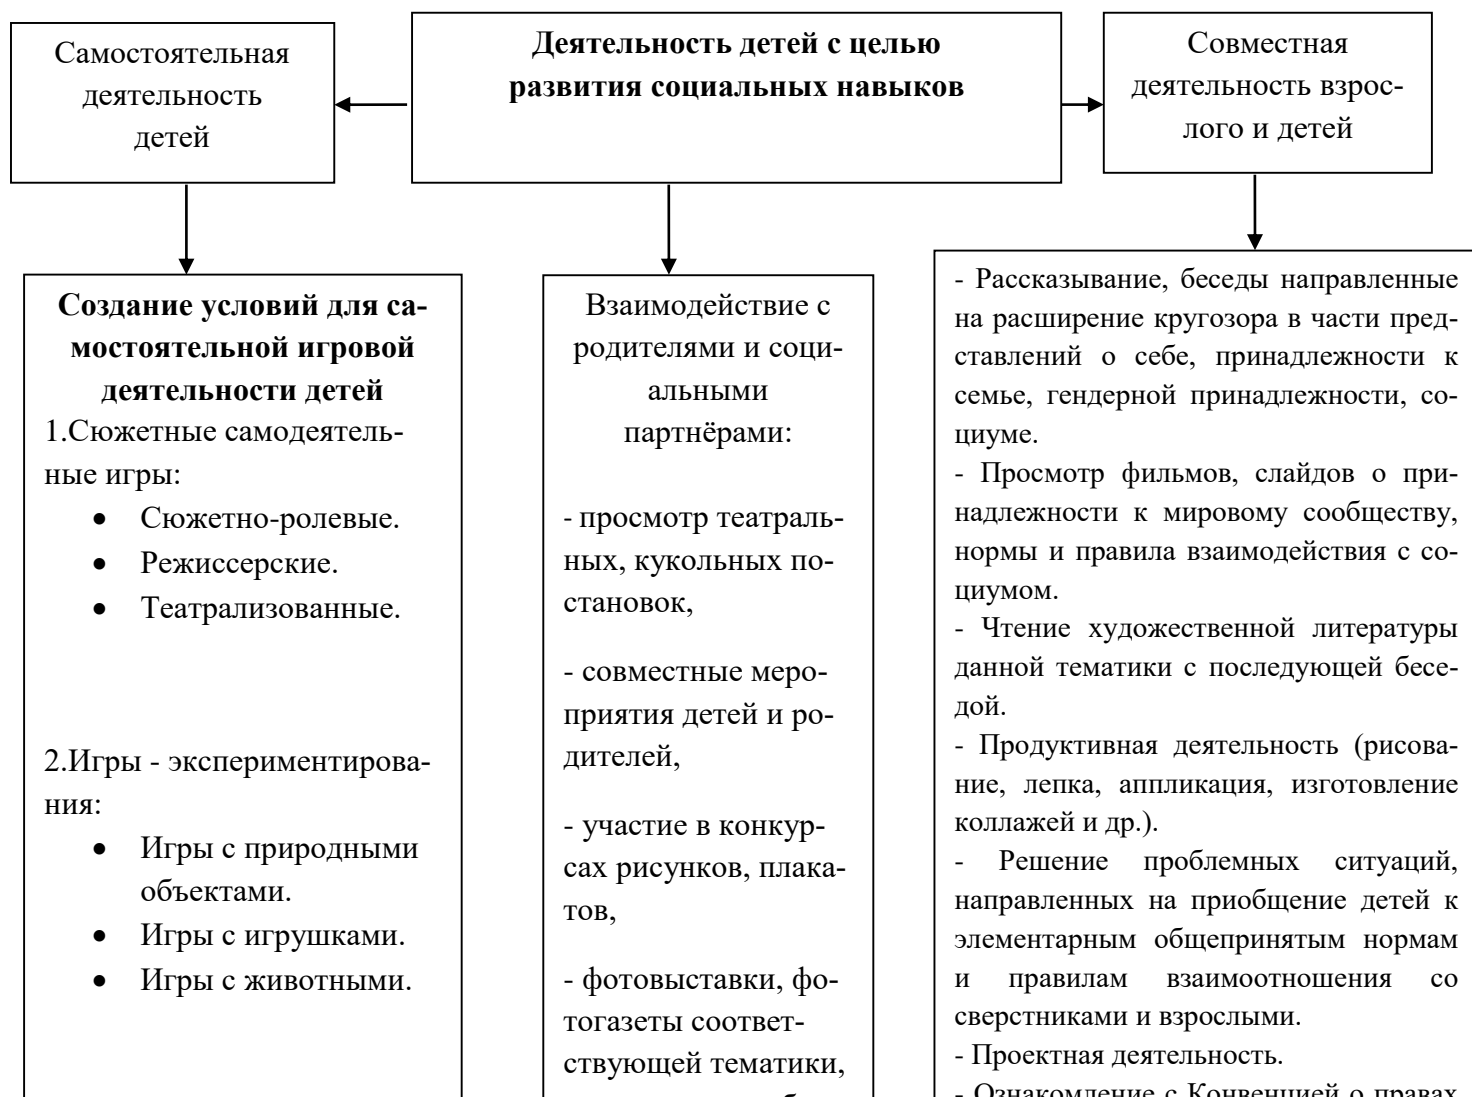 Самостоятельная
деятельность
детей
Деятельность детей с целью
развития социальных навыков
Совместная
деятельность взрос-
лого и детей
Создание условий для са-
мостоятельной игровой
деятельности детей
1.Сюжетные самодеятель-
ные игры:
• Сюжетно-ролевые.
• Режиссерские.
• Театрализованные.
2.Игры - экспериментирова-
ния:
• Игры с природными
объектами.
• Игры с игрушками.
• Игры с животными.
Взаимодействие с
родителями и соци-
альными
партнёрами:
- просмотр театраль-
ных, кукольных по-
становок,
- совместные меро-
приятия детей и ро-
дителей,
- участие в конкур-
сах рисунков, плака-
тов,
- фотовыставки, фо-
тогазеты соответ-
ствующей тематики,
- Рассказывание, беседы направленные
на расширение кругозора в части пред-
ставлений о себе, принадлежности к
семье, гендерной принадлежности, со-
циуме.
- Просмотр фильмов, слайдов о при-
надлежности к мировому сообществу,
нормы и правила взаимодействия с со-
циумом.
- Чтение художественной литературы
данной тематики с последующей бесе-
дой.
- Продуктивная деятельность (рисова-
ние, лепка, аппликация, изготовление
коллажей и др.).
- Решение проблемных ситуаций,
направленных на приобщение детей к
элементарным общепринятым нормам
и правилам взаимоотношения со
сверстниками и взрослыми.
- Проектная деятельность.
- Ознакомление с Конвенцией о правах